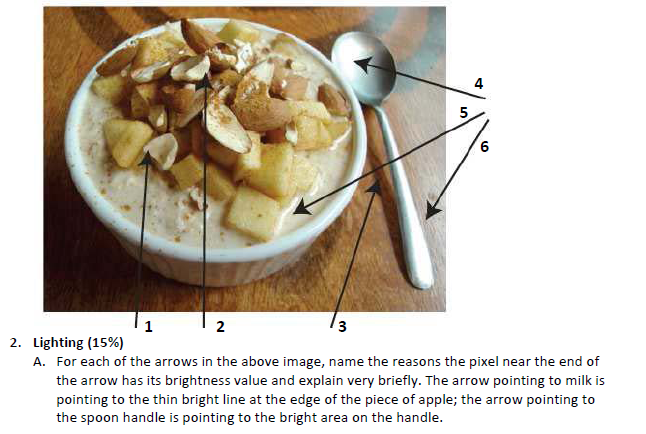 4
5
6
1 2 3
2. Lighting (15%)
A. For each of the arrows in the above image, name the reasons the pixel near the end of
the arrow has its brightness value and explain very briefly. The arrow pointing to milk is
pointing to the thin bright line at the edge of the piece of apple; the arrow pointing to
the spoon handle is pointing to the bright area on the handle.